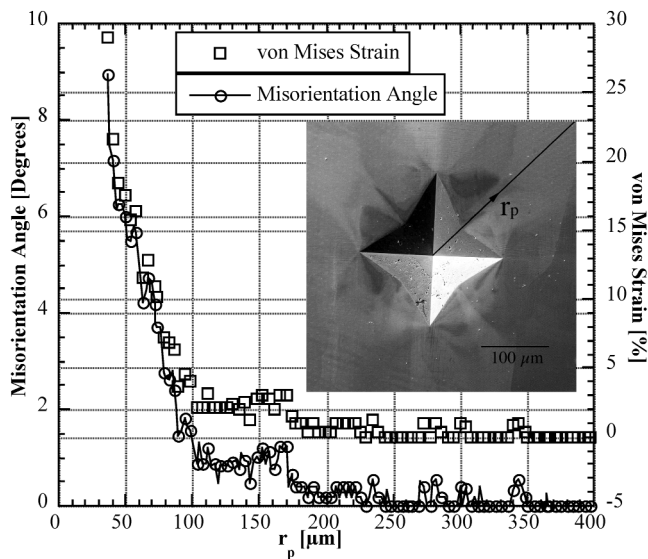 von Mises Strain
Misorientation Angle
Misorientation Angle [Degrees]
10
8
6
4
2
0
von Mises Strain [%]
30
25
20
15
10
5
0
-5
r_p
100 µm
0 50 100 150 200 250 300 350 400
r_p [µm]